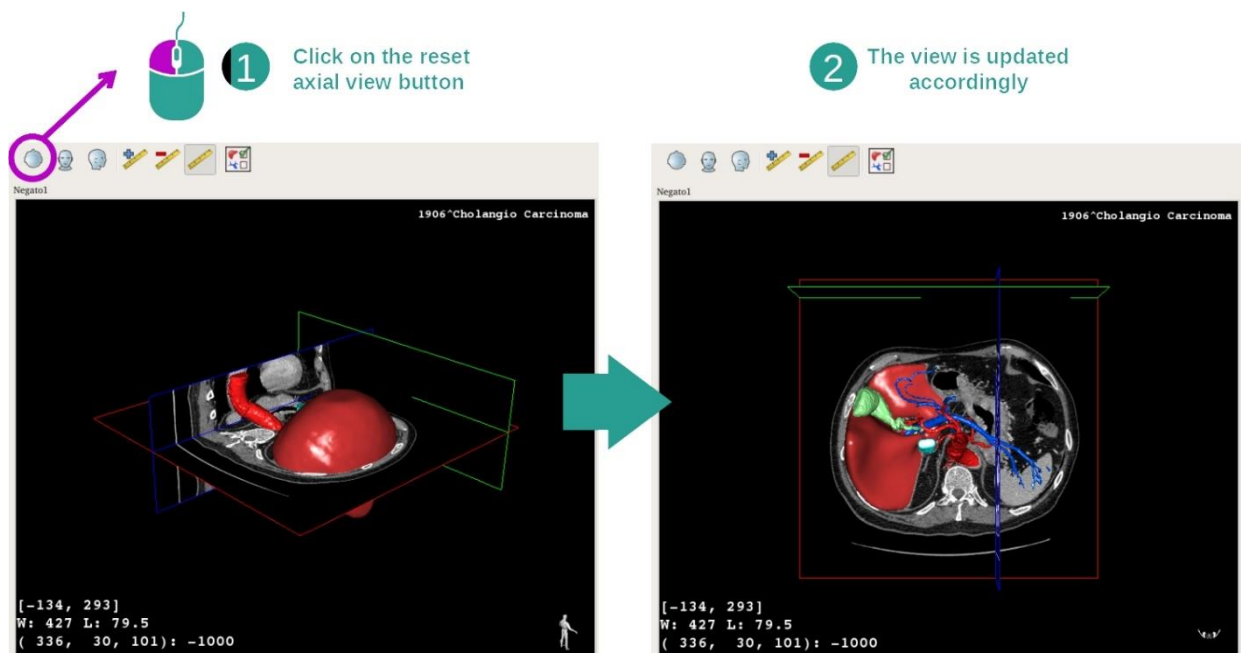 1
Click on the reset
axial view button
2
The view is updated
accordingly
Negato1
1906^Cholangio Carcinoma
[-134, 293]
W: 427 L: 79.5
( 336,  30, 101): -1000
Negato1
1906^Cholangio Carcinoma
[-134, 293]
W: 427 L: 79.5
( 336,  30, 101): -1000